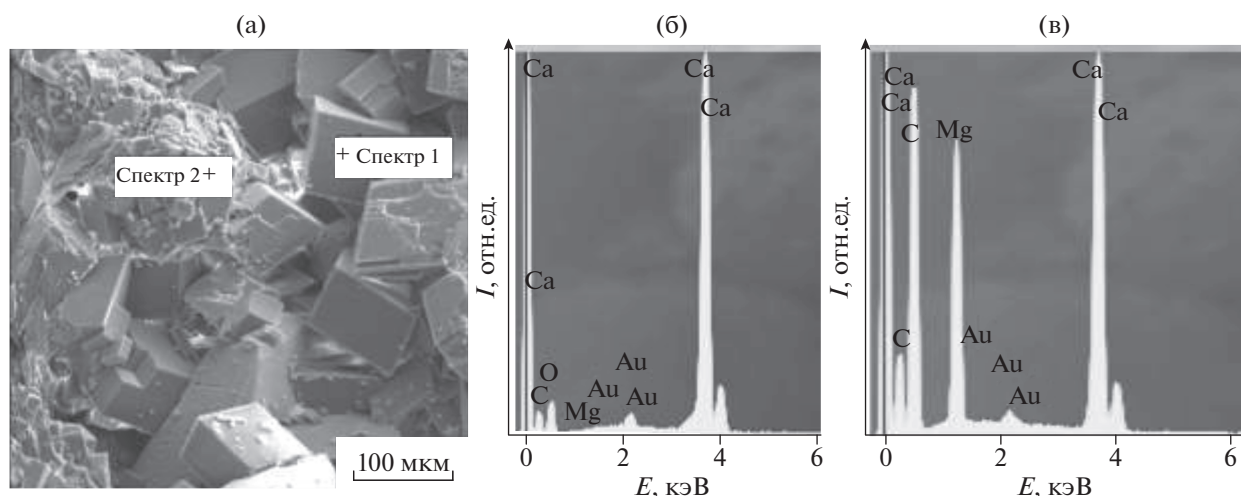 (а)
(б)
(в)
+ Спектр 1
Спектр 2+
100 мкм
I, отн.ед.
Ca
Ca
Ca
Ca
O
C
Mg
Au
Au
Au
0
2
4
6
E, кэВ
I, отн.ед.
Ca
Ca
C
Mg
Ca
Ca
C
Au
Au
Au
0
2
4
6
E, кэВ